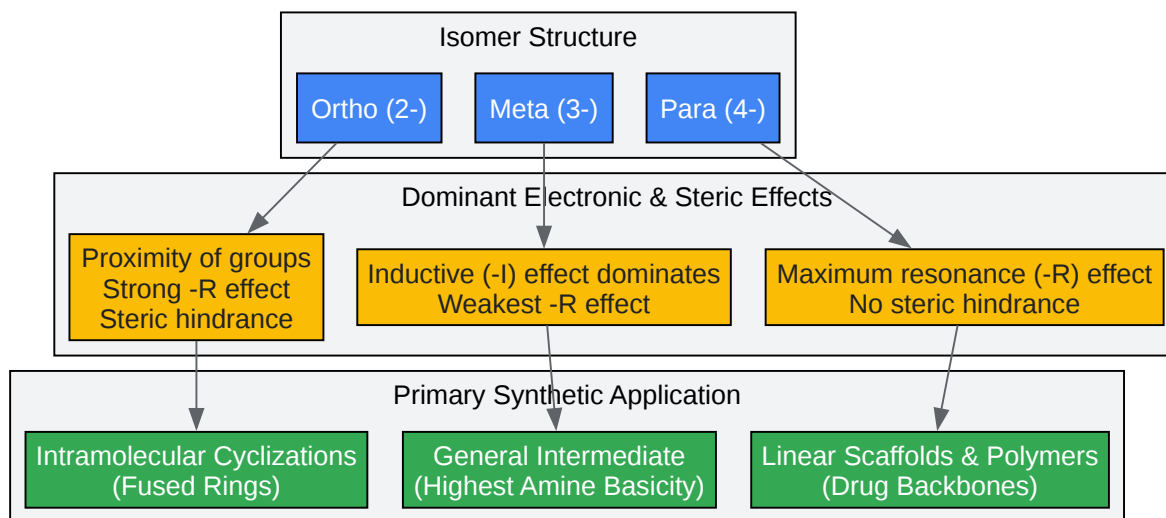 Isomer Structure
Ortho (2-)
Meta (3-)
Para (4-)
Dominant Electronic & Steric Effects
Proximity of groups
Strong -R effect
Steric hindrance
Inductive (-I) effect dominates
Weakest -R effect
Maximum resonance (-R) effect
No steric hindrance
Primary Synthetic Application
Intramolecular Cyclizations
(Fused Rings)
General Intermediate
(Highest Amine Basicity)
Linear Scaffolds & Polymers
(Drug Backbones)